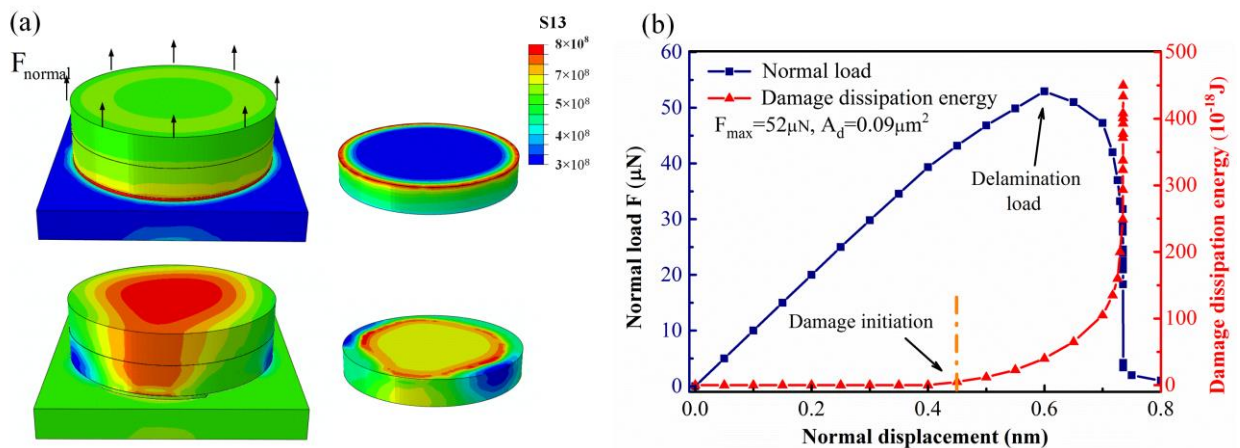 (a)
F_normal
S13
8×10⁸
7×10⁸
5×10⁸
4×10⁸
3×10⁸
(b)
60
50
40
30
20
10
0
Normal load F (μN)
Normal load
Damage dissipation energy
F_max=52μN, A_d=0.09μm²
Delamination
load
Damage initiation
500
400
300
200
100
0
Damage dissipation energy (10⁻¹⁸J)
0.0 0.2 0.4 0.6 0.8
Normal displacement (nm)